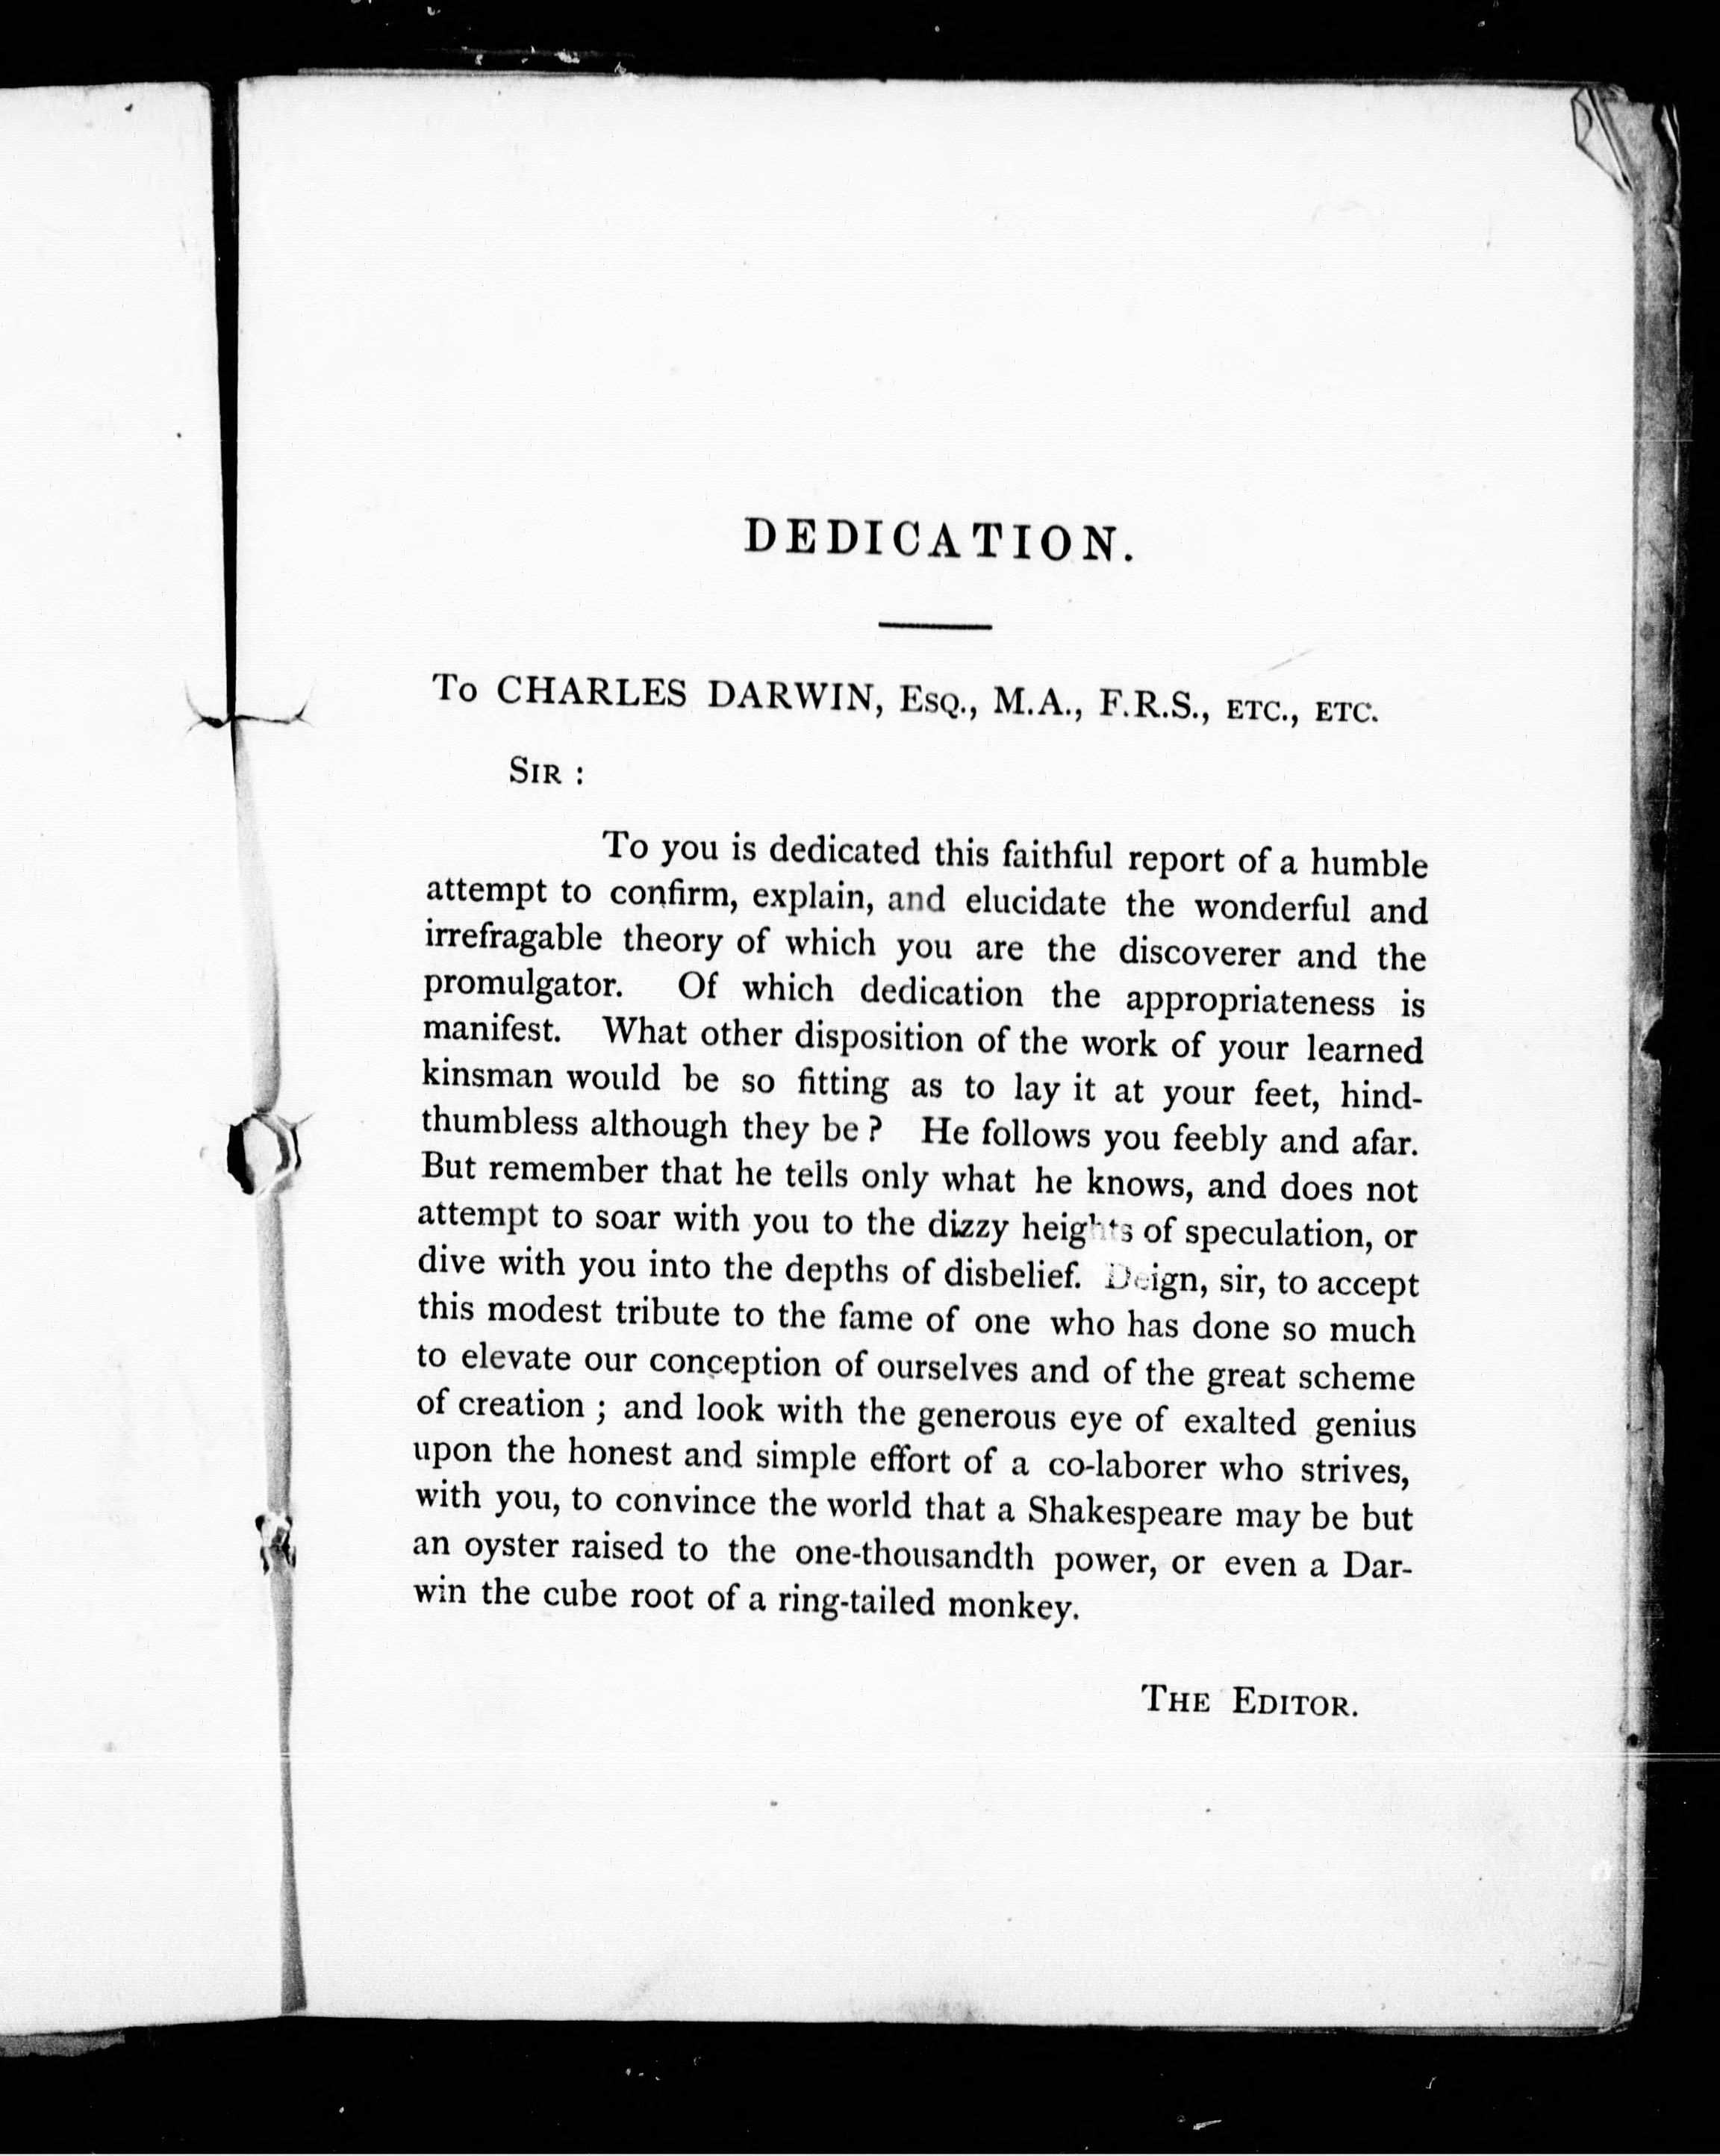 DEDICATION.
To CHARLES DARWIN, Esq., M.A., F.R.S., ETC., ETC.
SIR :
To you is dedicated this faithful report of a humble
attempt to confirm, explain, and elucidate the wonderful and
irrefragable theory of which you are the discoverer and the
promulgator. Of which dedication the appropriateness is
manifest. What other disposition of the work of your learned
kinsman would be so fitting as to lay it at your feet, hind-
thumbless although they be ? He follows you feebly and afar.
But remember that he tells only what he knows, and does not
attempt to soar with you to the dizzy heights of speculation, or
dive with you into the depths of disbelief. Deign, sir, to accept
this modest tribute to the fame of one who has done so much
to elevate our conception of ourselves and of the great scheme
of creation ; and look with the generous eye of exalted genius
upon the honest and simple effort of a co-laborer who strives,
with you, to convince the world that a Shakespeare may be but
an oyster raised to the one-thousandth power, or even a Dar-
win the cube root of a ring-tailed monkey.
THE EDITOR.